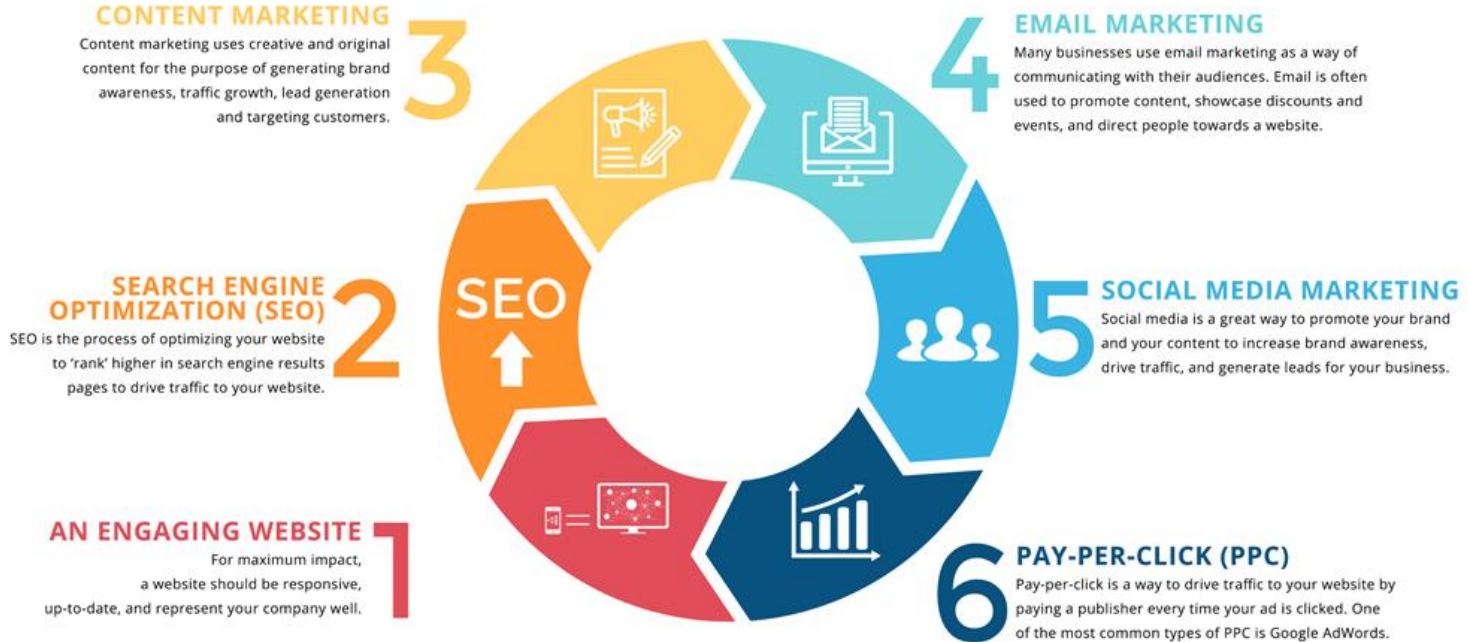 CONTENT MARKETING
Content marketing uses creative and original
content for the purpose of generating brand
awareness, traffic growth, lead generation
and targeting customers.
3
4
EMAIL MARKETING
Many businesses use email marketing as a way of
communicating with their audiences. Email is often
used to promote content, showcase discounts and
events, and direct people towards a website.
SEARCH ENGINE
OPTIMIZATION (SEO)
SEO is the process of optimizing your website
to ‘rank’ higher in search engine results
pages to drive traffic to your website.
2
SEO
5
SOCIAL MEDIA MARKETING
Social media is a great way to promote your brand
and your content to increase brand awareness,
drive traffic, and generate leads for your business.
AN ENGAGING WEBSITE
For maximum impact,
a website should be responsive,
up-to-date, and represent your company well.
1
6
PAY-PER-CLICK (PPC)
Pay-per-click is a way to drive traffic to your website by
paying a publisher every time your ad is clicked. One
of the most common types of PPC is Google AdWords.